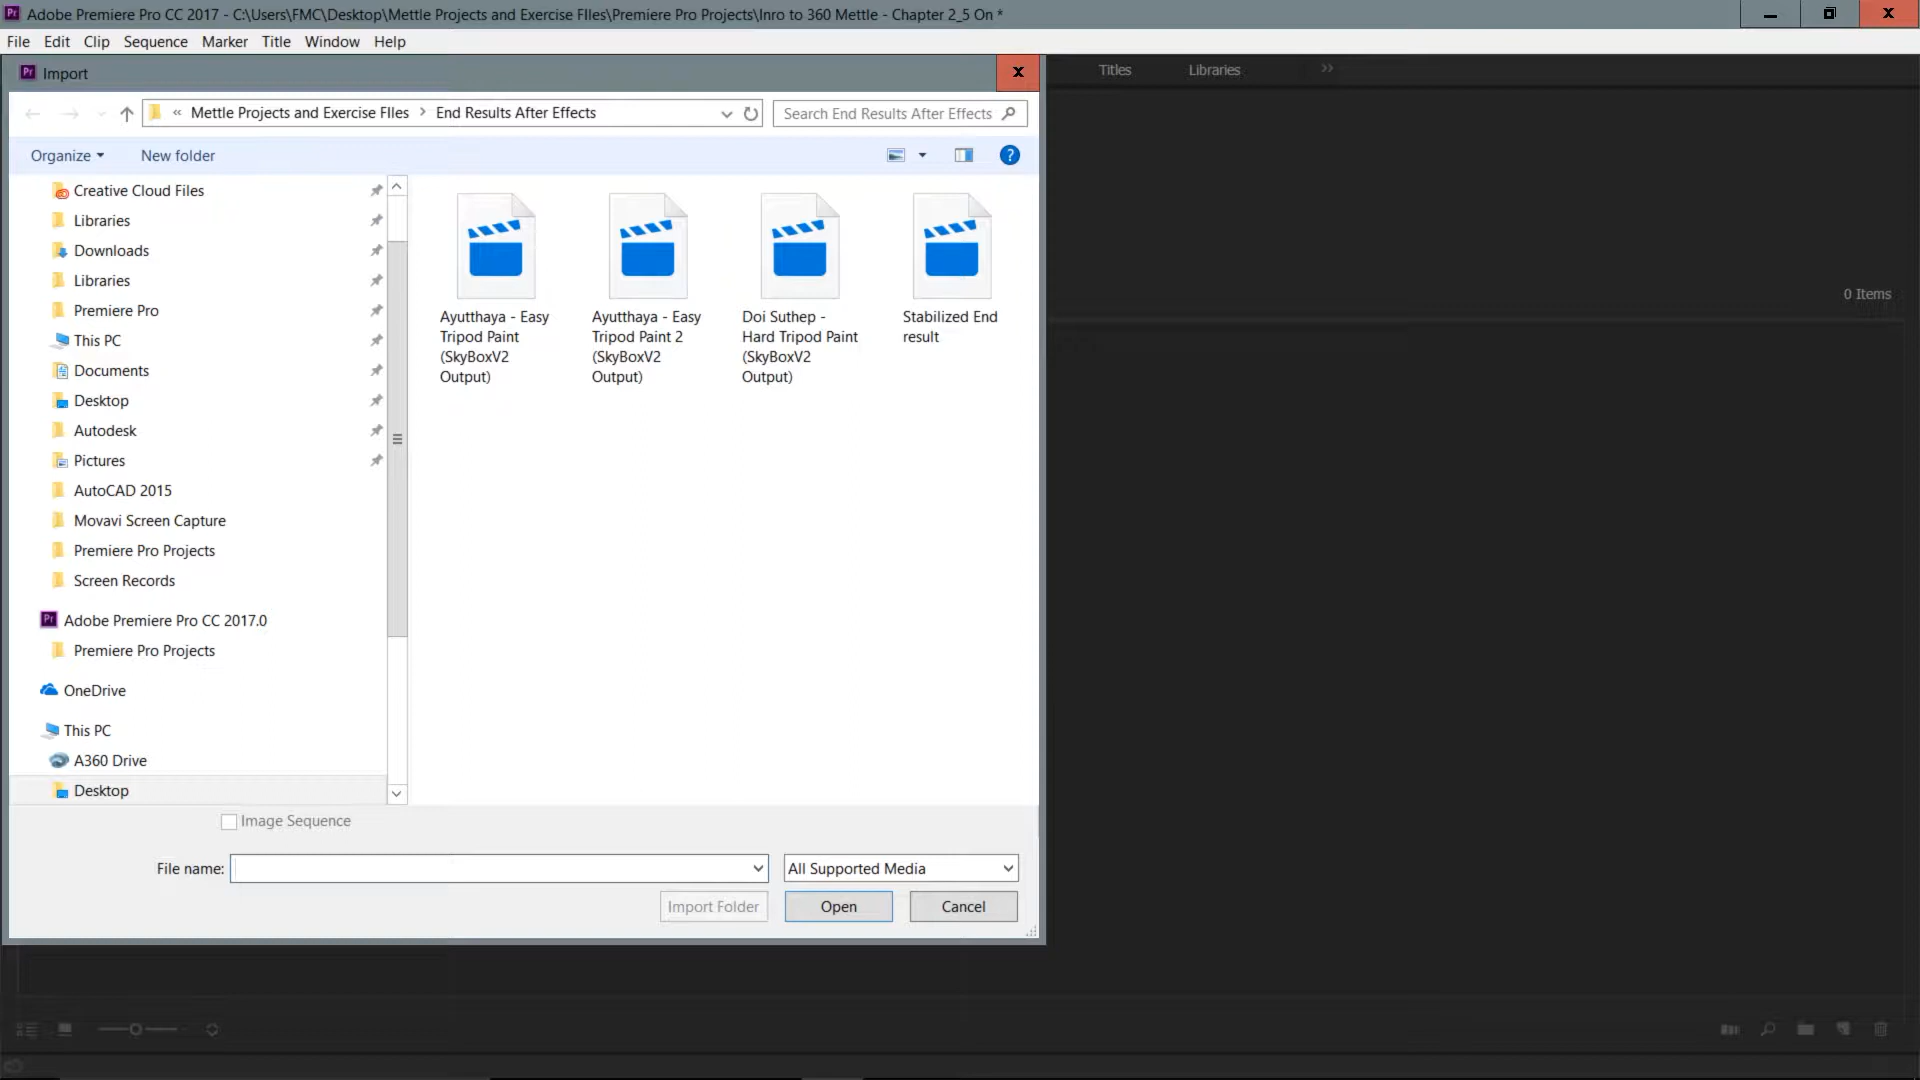 Pr Adobe Premiere Pro CC 2017 - C:\Users\FMC\Desktop\Mettle Projects and Exercise FIles\Premiere Pro Projects\Inro to 360 Mettle - Chapter 2_5 On *
File Edit Clip Sequence Marker Title Window Help
Pr Import
Titles Libraries
« Mettle Projects and Exercise FIles > End Results After Effects
Search End Results After Effects
Organize New folder
Creative Cloud Files
Libraries
Downloads
Libraries
Premiere Pro
This PC
Documents
Desktop
Autodesk
Pictures
AutoCAD 2015
Movavi Screen Capture
Premiere Pro Projects
Screen Records
Pr Adobe Premiere Pro CC 2017.0
Premiere Pro Projects
OneDrive
This PC
A360 Drive
Desktop
Ayutthaya - Easy
Tripod Paint
(SkyBoxV2
Output)
Ayutthaya - Easy
Tripod Paint 2
(SkyBoxV2
Output)
Doi Suthep -
Hard Tripod Paint
(SkyBoxV2
Output)
Stabilized End
result
0 Items
Image Sequence
File name:
All Supported Media
Import Folder Open Cancel